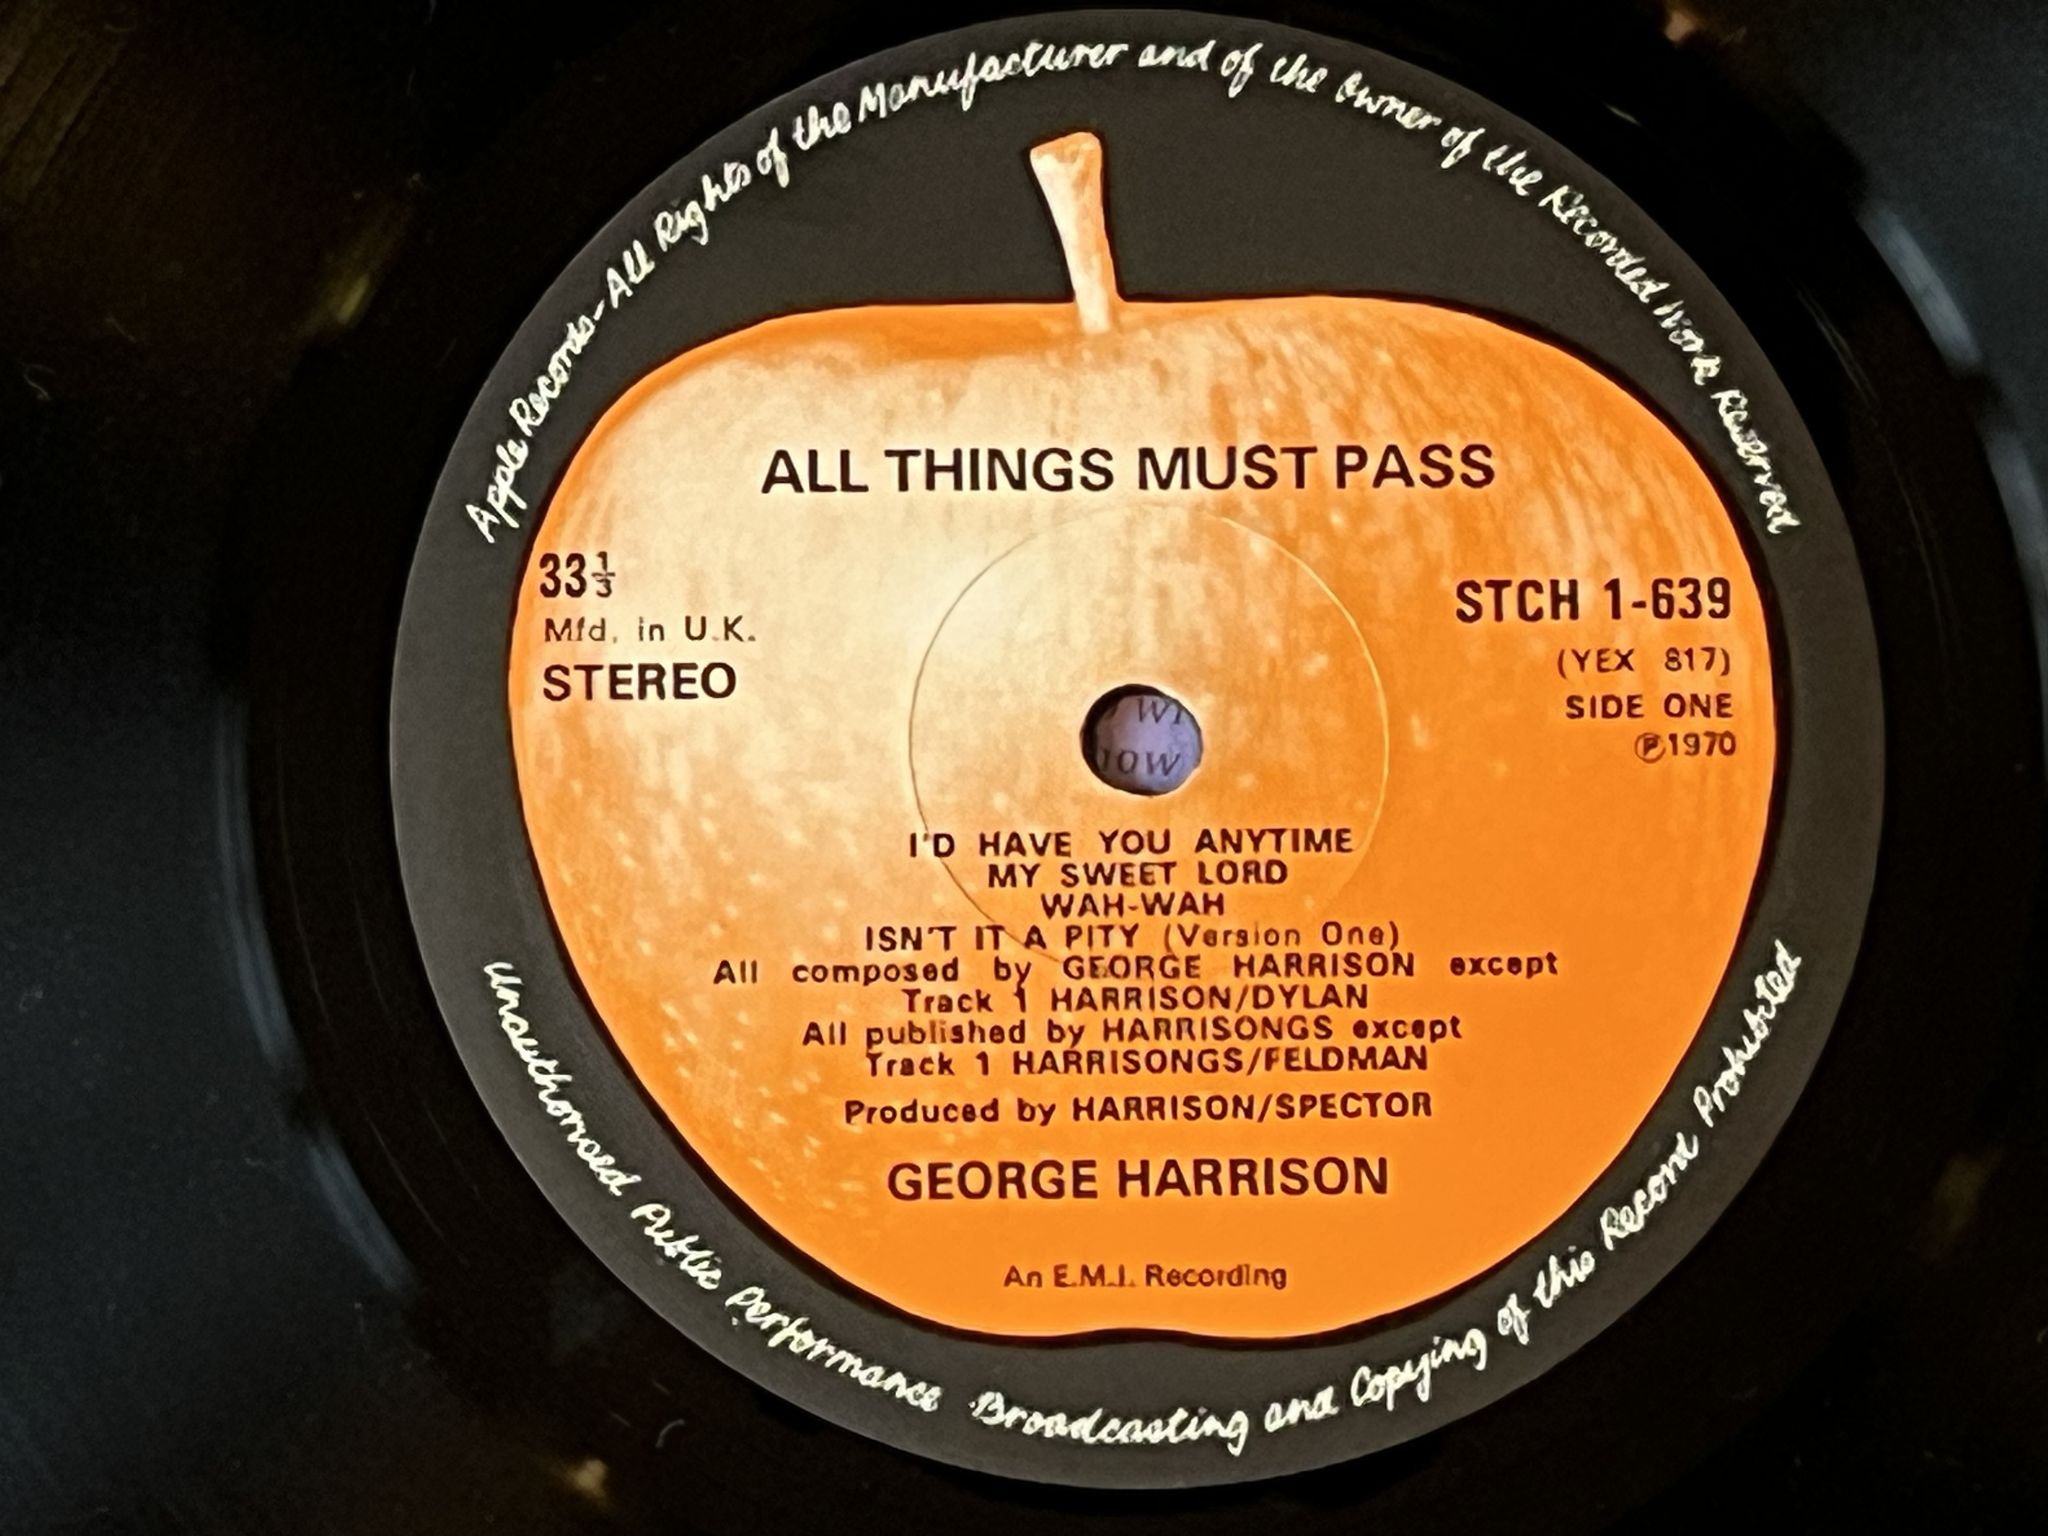 Apple Records-All Rights of the Manufacturer and of the Owner of the Recorded Work Reserved
ALL THINGS MUST PASS
33⅓
Mfd. in U.K.
STEREO
STCH 1-639
(YEX 817)
SIDE ONE
℗1970
I'D HAVE YOU ANYTIME
MY SWEET LORD
WAH-WAH
ISN'T IT A PITY (Version One)
All composed by GEORGE HARRISON except
Track 1 HARRISON/DYLAN
All published by HARRISONGS except
Track 1 HARRISONGS/FELDMAN
Produced by HARRISON/SPECTOR
GEORGE HARRISON
An E.M.I. Recording
Unauthorised Public Performance Broadcasting and Copying of this Record Prohibited